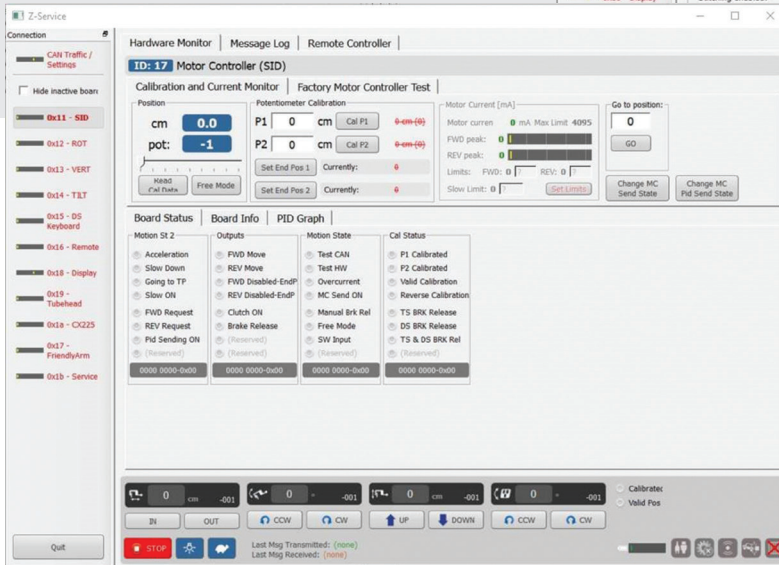 Z-Service
Connection
CAN Traffic /
Settings
Hide inactive boar
0x11 - SID
0x12 - ROT
0x13 - VERT
0x14 - TILT
0x15 - DS
Keyboard
0x16 - Remote
0x18 - Display
0x19 -
Tubehead
0x1a - CX225
0x17 -
FriendlyArm
0x1b - Service
Quit
Hardware Monitor
Message Log
Remote Controller
ID: 17 Motor Controller (SID)
Calibration and Current Monitor
Factory Motor Controller Test
Position
cm 0.0
pot: -1
Read
Cal Data
Free Mode
Potentiometer Calibration
P1 0 cm Cal P1 0 cm (0)
P2 0 cm Cal P2 0 cm (0)
Set End Pos 1 Currently: 0
Set End Pos 2 Currently: 0
Motor Current [mA]
Motor curren 0 mA Max Limit 4095
FWD peak: 0
REV peak: 0
Limits: FWD: 0 ? REV: 0 ?
Slow Limit: 0 ? Set Limits
Go to position:
0
GO
Change MC
Send State
Change MC
Pid Send State
Board Status
Board Info
PID Graph
Motion St 2
Acceleration
Slow Down
Going to TP
Slow ON
FWD Request
REV Request
Pid Sending ON
(Reserved)
0000 0000-0x00
Outputs
FWD Move
REV Move
FWD Disabled-EndP
REV Disabled-EndP
Clutch ON
Brake Release
(Reserved)
(Reserved)
0000 0000-0x00
Motion State
Test CAN
Test HW
Overcurrent
MC Send ON
Manual Brk Rel
Free Mode
SW Input
(Reserved)
0000 0000-0x00
Cal Status
P1 Calibrated
P2 Calibrated
Valid Calibration
Reverse Calibration
TS BRK Release
DS BRK Release
TS & DS BRK Rel
(Reserved)
0000 0000-0x00
0 cm -001
IN
OUT
0 ° -001
CCW
CW
0 cm -001
UP
DOWN
0 ° -001
CCW
CW
Calibrated
Valid Pos
STOP
Last Msg Transmitted: (none)
Last Msg Received: (none)